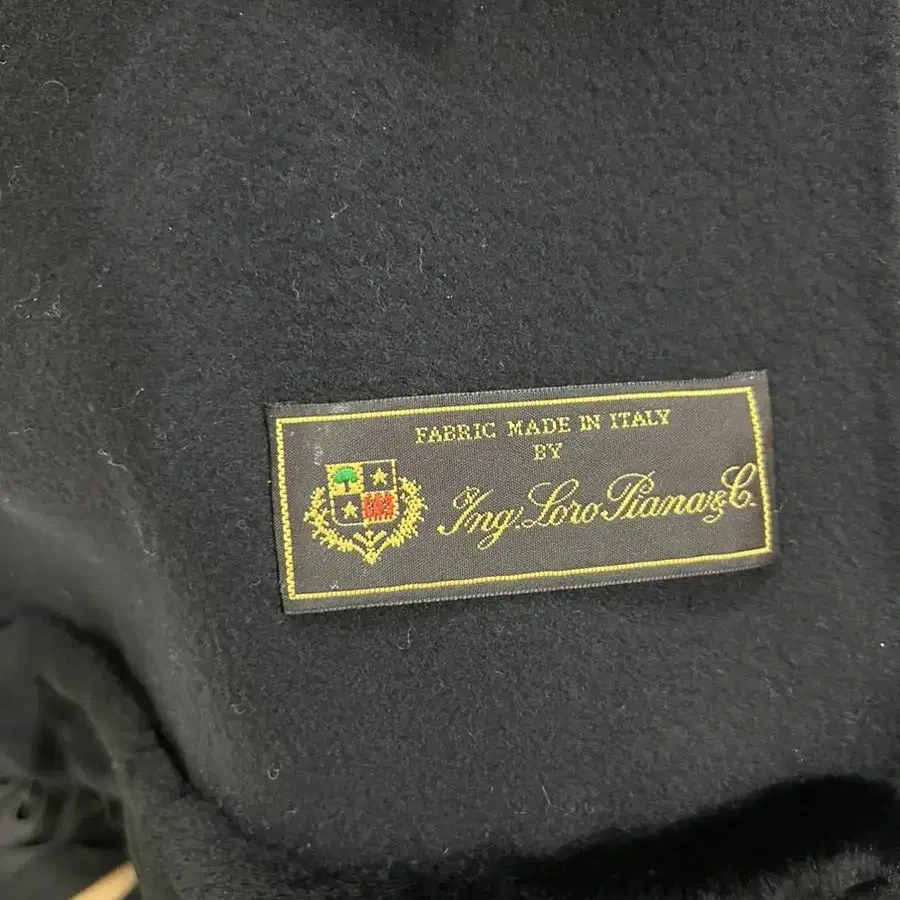 FABRIC MADE IN ITALY
BY
Ing. Loro Piana & C.